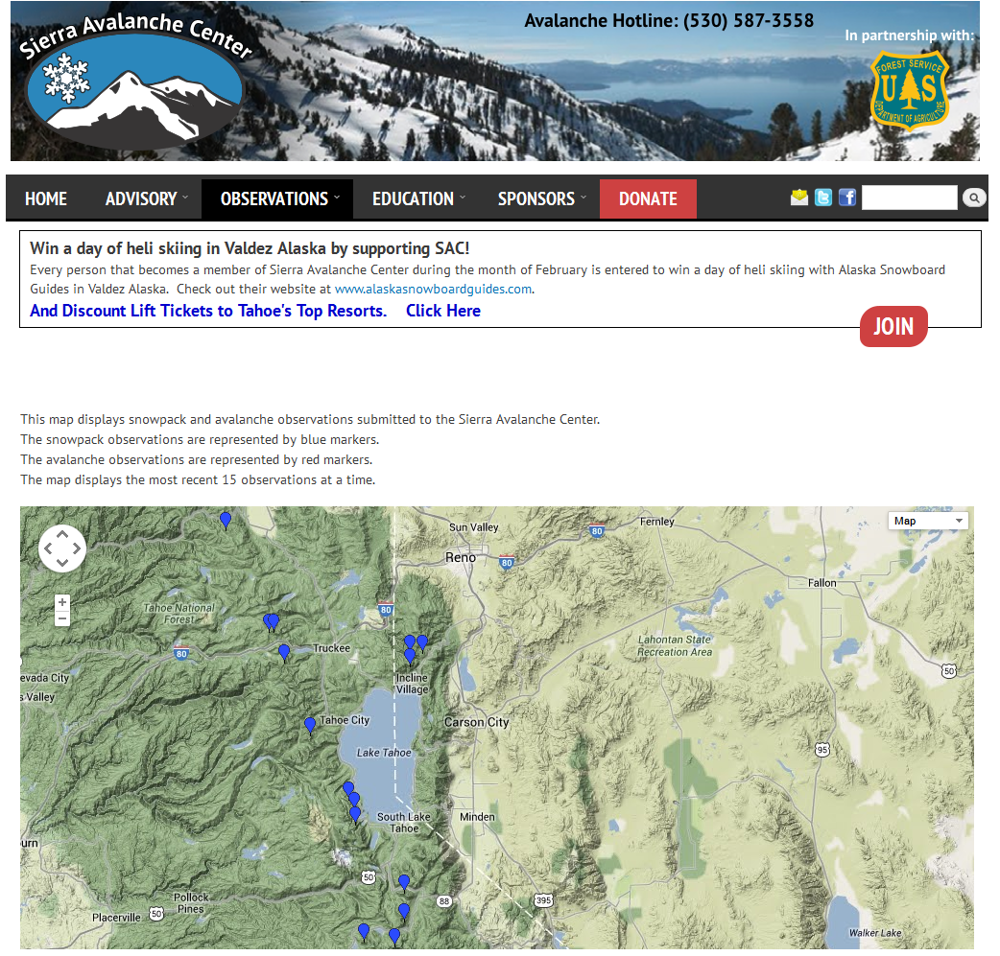 Sierra Avalanche Center
Avalanche Hotline: (530) 587-3558
In partnership with:
FOREST SERVICE
U S
DEPARTMENT OF AGRICULTURE
HOME
ADVISORY
OBSERVATIONS
EDUCATION
SPONSORS
DONATE
Win a day of heli skiing in Valdez Alaska by supporting SAC!
Every person that becomes a member of Sierra Avalanche Center during the month of February is entered to win a day of heli skiing with Alaska Snowboard
Guides in Valdez Alaska. Check out their website at www.alaskasnowboardguides.com.
And Discount Lift Tickets to Tahoe's Top Resorts. Click Here
JOIN
This map displays snowpack and avalanche observations submitted to the Sierra Avalanche Center.
The snowpack observations are represented by blue markers.
The avalanche observations are represented by red markers.
The map displays the most recent 15 observations at a time.
Map
Sun Valley
80
Fernley
Reno
80
Fallon
Tahoe National
Forest
80
Lahontan State
Recreation Area
80
Truckee
50
evada City
Incline
Village
s Valley
Tahoe City
Carson City
Lake Tahoe
95
South Lake
Tahoe
Minden
urn
50
Pollock
Pines
88
395
Placerville
50
Walker Lake